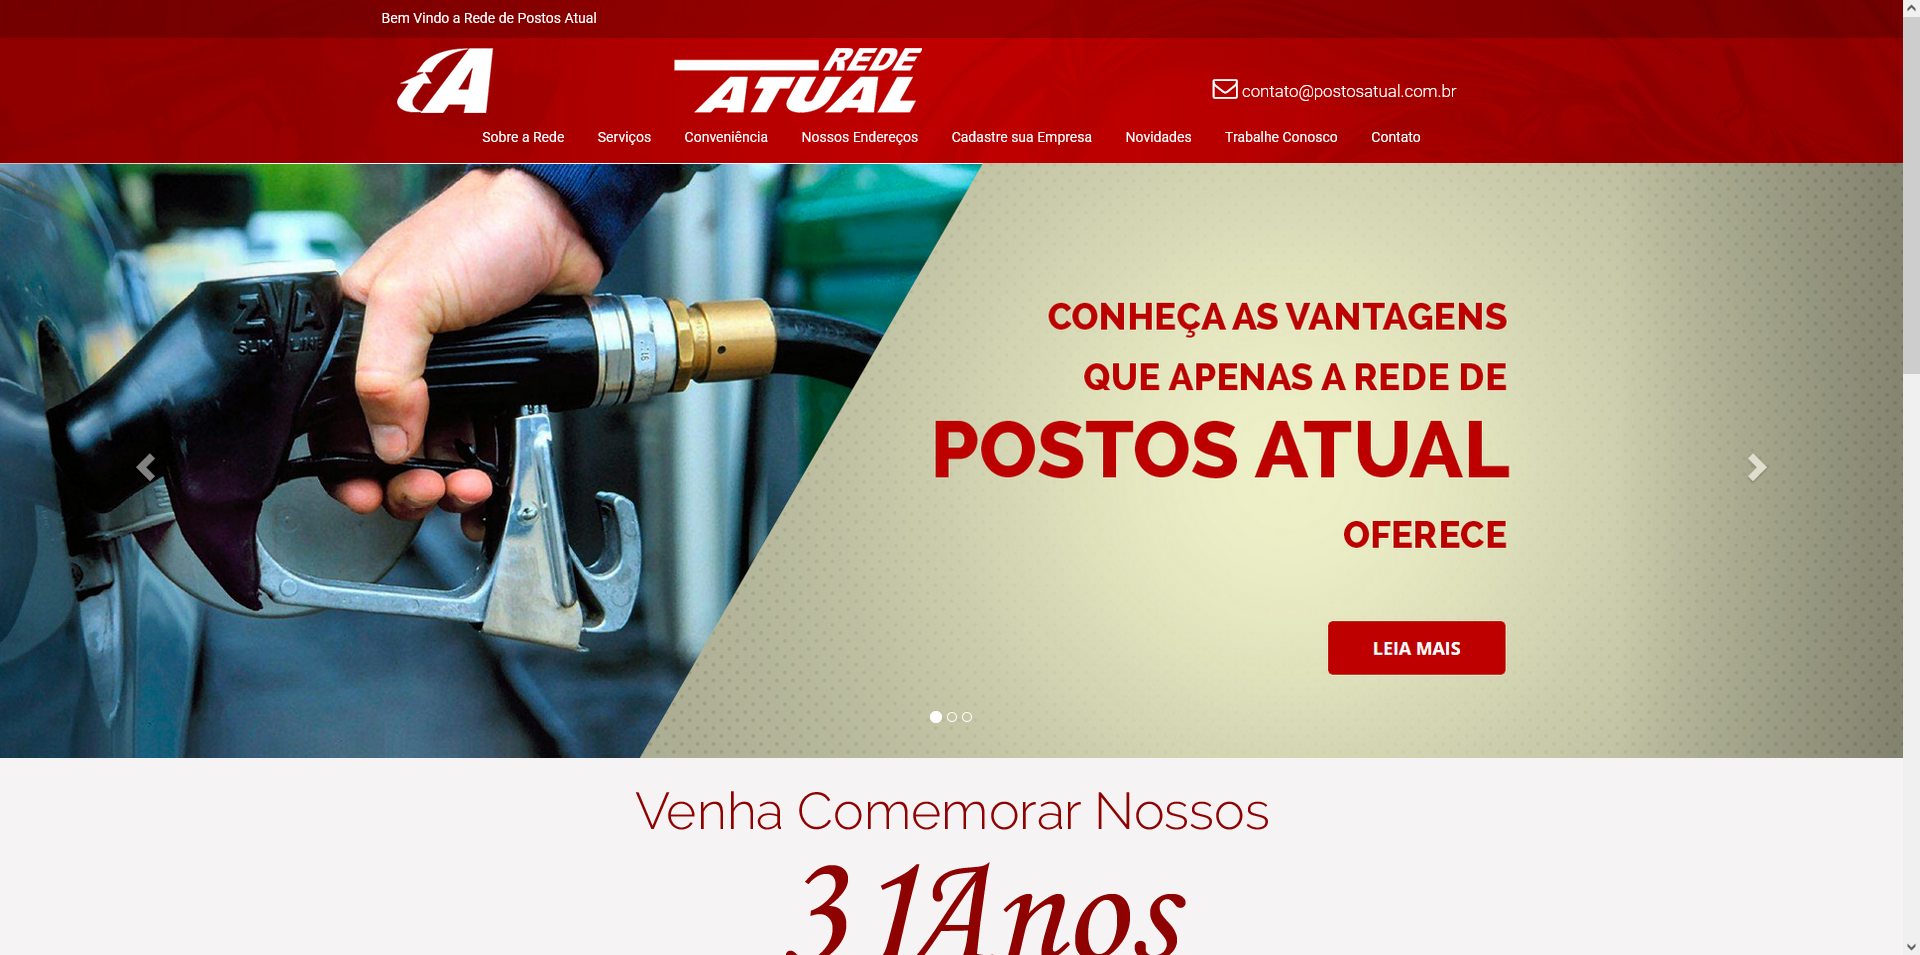 Bem Vindo a Rede de Postos Atual
A
REDE
ATUAL
contato@postosatual.com.br
Sobre a Rede Serviços Conveniência Nossos Endereços Cadastre sua Empresa Novidades Trabalhe Conosco Contato
ZVA
SLIM LINE
CONHEÇA AS VANTAGENS
QUE APENAS A REDE DE
POSTOS ATUAL
OFERECE
LEIA MAIS
Venha Comemorar Nossos
31Anos